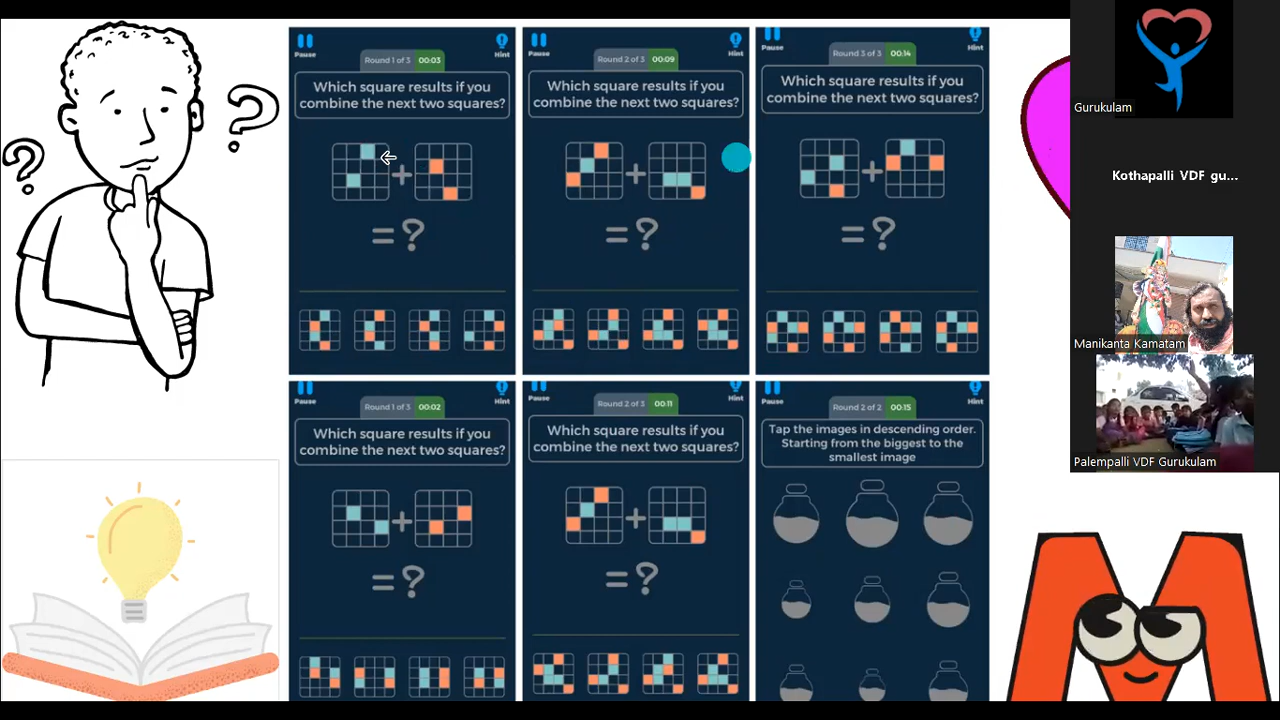 Pause
Round 1 of 3 00:03
Hint
Which square results if you
combine the next two squares?
+
= ?
Pause
Round 2 of 3 00:09
Hint
Which square results if you
combine the next two squares?
+
= ?
Pause
Round 3 of 3 00:14
Hint
Which square results if you
combine the next two squares?
+
= ?
Pause
Round 1 of 3 00:02
Hint
Which square results if you
combine the next two squares?
+
= ?
Pause
Round 2 of 3 00:11
Hint
Which square results if you
combine the next two squares?
+
= ?
Pause
Round 2 of 2 00:15
Hint
Tap the images in descending order.
Starting from the biggest to the
smallest image
? ?
M
Gurukulam
Kothapalli VDF gu...
Manikanta Kamatam
Palempalli VDF Gurukulam